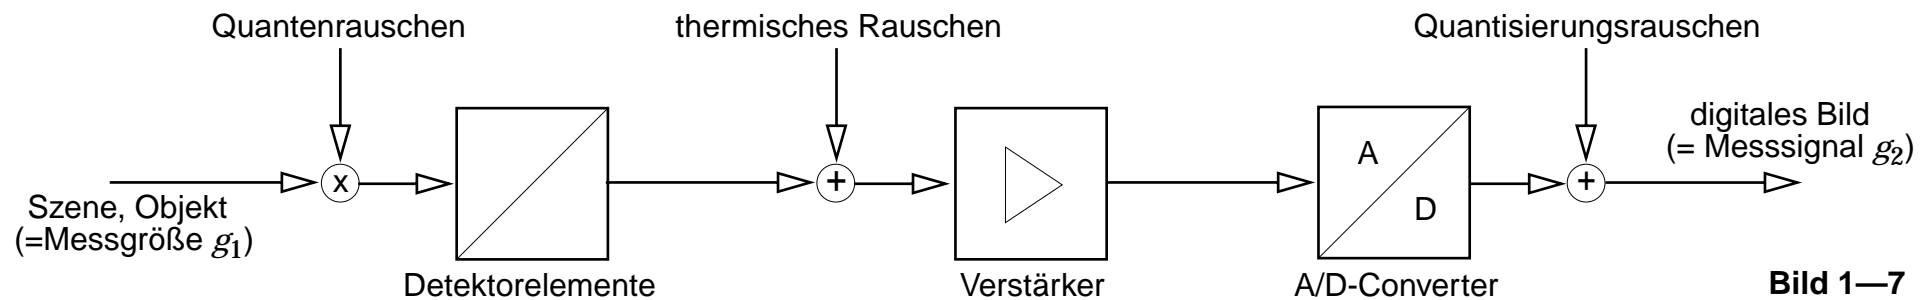 Quantenrauschen
thermisches Rauschen
Quantisierungsrauschen
digitales Bild
(= Messsignal g2)
x
+
A
D
+
Szene, Objekt
(=Messgröße g1)
Detektorelemente
Verstärker
A/D-Converter
Bild 1—7